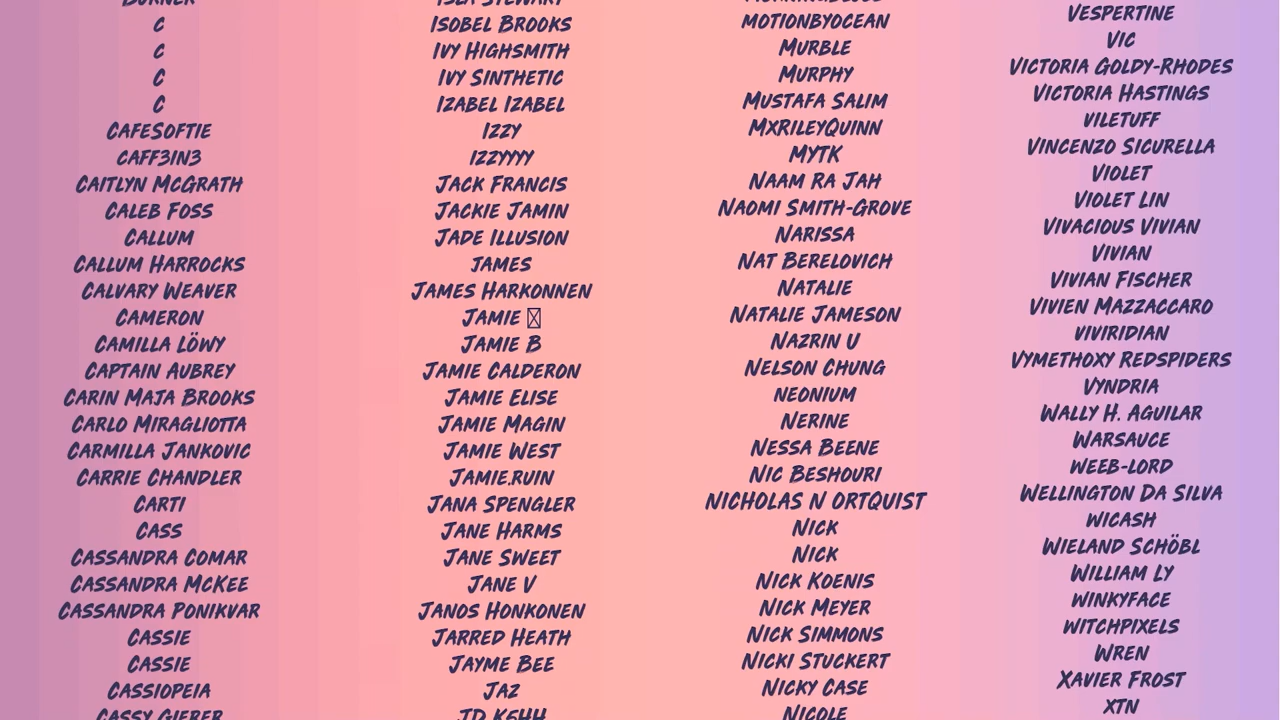 BURNER
C
C
C
C
CAFESOFTIE
CAFF3IN3
CAITLYN MCGRATH
CALEB FOSS
CALLUM
CALLUM HARROCKS
CALVARY WEAVER
CAMERON
CAMILLA LÖWY
CAPTAIN AUBREY
CARIN MAJA BROOKS
CARLO MIRAGLIOTTA
CARMILLA JANKOVIC
CARRIE CHANDLER
CARTI
CASS
CASSANDRA COMAR
CASSANDRA MCKEE
CASSANDRA PONIKVAR
CASSIE
CASSIE
CASSIOPEIA
CASSY GIERER
ISLA STEWART
ISOBEL BROOKS
IVY HIGHSMITH
IVY SINTHETIC
IZABEL IZABEL
IZZY
IZZYYYY
JACK FRANCIS
JACKIE JAMIN
JADE ILLUSION
JAMES
JAMES HARKONNEN
JAMIE
JAMIE B
JAMIE CALDERON
JAMIE ELISE
JAMIE MAGIN
JAMIE WEST
JAMIE.RUIN
JANA SPENGLER
JANE HARMS
JANE SWEET
JANE V
JANOS HONKONEN
JARRED HEATH
JAYME BEE
JAZ
MOTIONBYOCEAN
MURBLE
MURPHY
MUSTAFA SALIM
MXRILEYQUINN
MYTK
NAAM RA JAH
NAOMI SMITH-GROVE
NARISSA
NAT BERELOVICH
NATALIE
NATALIE JAMESON
NAZRIN U
NELSON CHUNG
NEONIUM
NERINE
NESSA BEENE
NIC BESHOURI
NICHOLAS N ORTQUIST
NICK
NICK
NICK KOENIS
NICK MEYER
NICK SIMMONS
NICKI STUCKERT
NICKY CASE
NICOLE
VESPERTINE
VIC
VICTORIA GOLDY-RHODES
VICTORIA HASTINGS
VILETUFF
VINCENZO SICURELLA
VIOLET
VIOLET LIN
VIVACIOUS VIVIAN
VIVIAN
VIVIAN FISCHER
VIVIEN MAZZACCARO
VIVIRIDIAN
VYMETHOXY REDSPIDERS
VYNDRIA
WALLY H. AGUILAR
WARSAUCE
WEEB-LORD
WELLINGTON DA SILVA
WICASH
WIELAND SCHÖBL
WILLIAM LY
WINKYFACE
WITCHPIXELS
WREN
XAVIER FROST
XTN